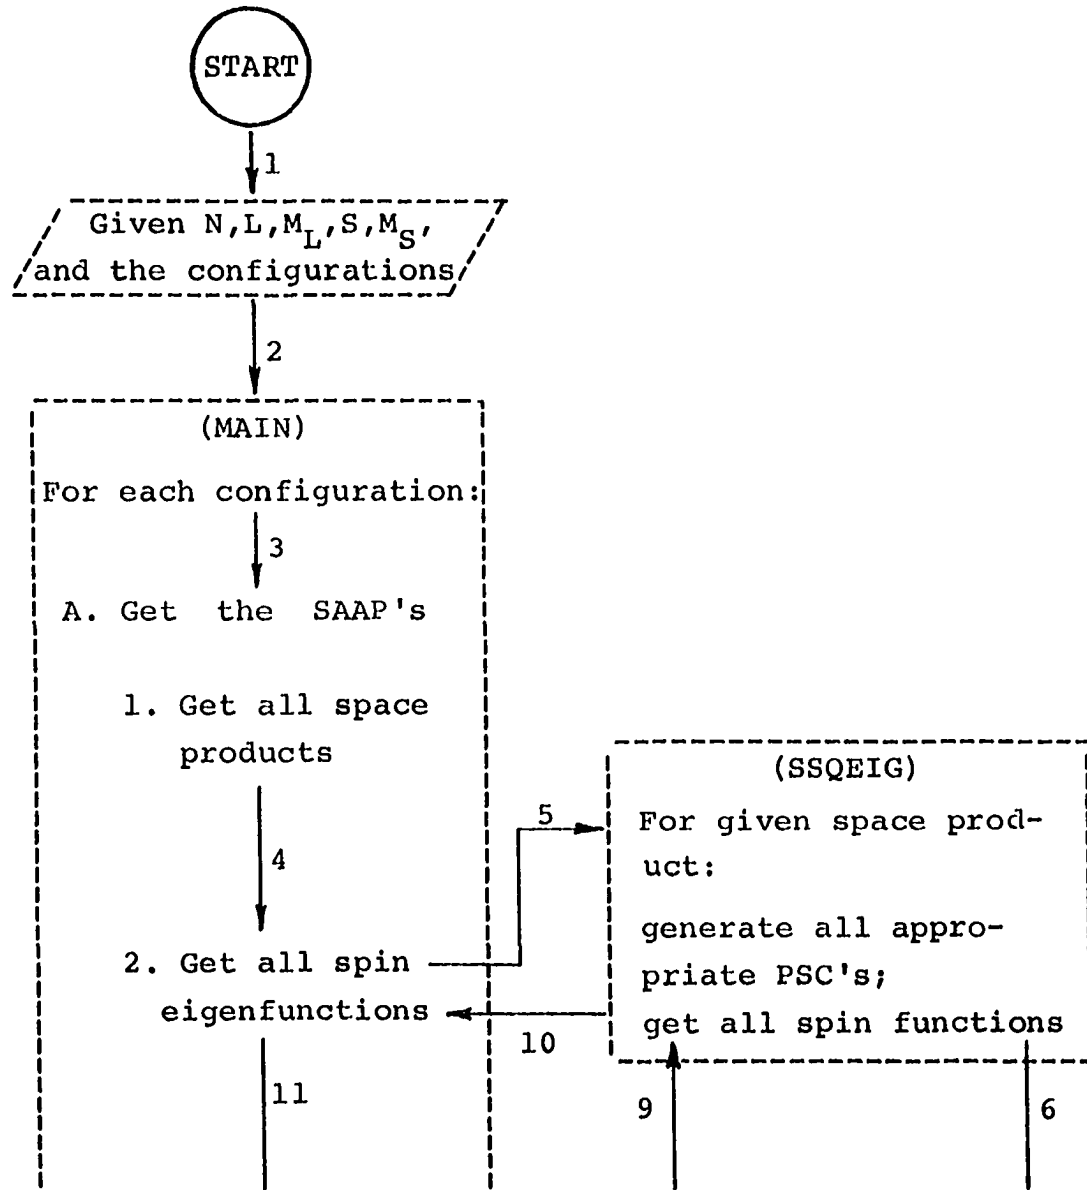 START
1
Given N,L,M_L,S,M_S,
and the configurations
2
(MAIN)
For each configuration:
3
A. Get the SAAP's
1. Get all space
products
4
2. Get all spin
eigenfunctions
5
(SSQEIG)
For given space prod-
uct:
generate all appro-
priate PSC's;
get all spin functions
10
11
9
6